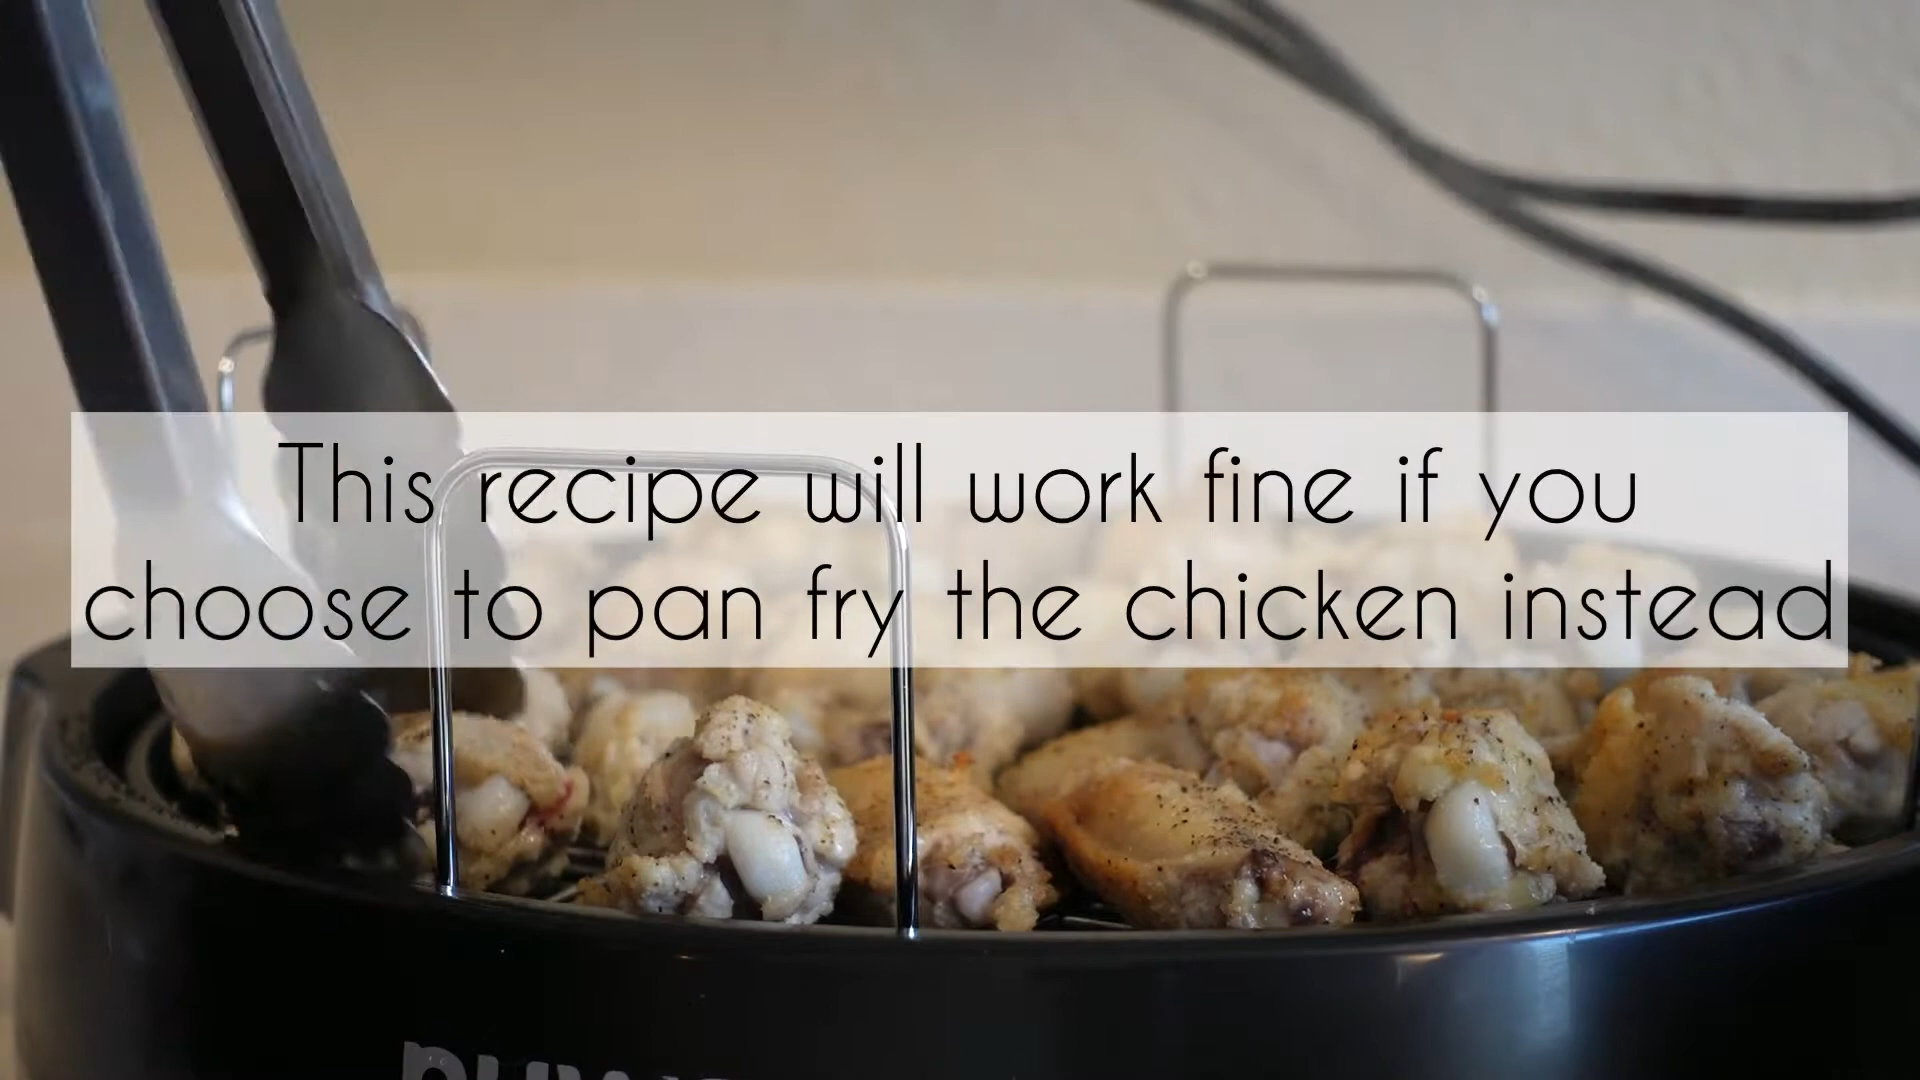 This recipe will work fine if you
choose to pan fry the chicken instead